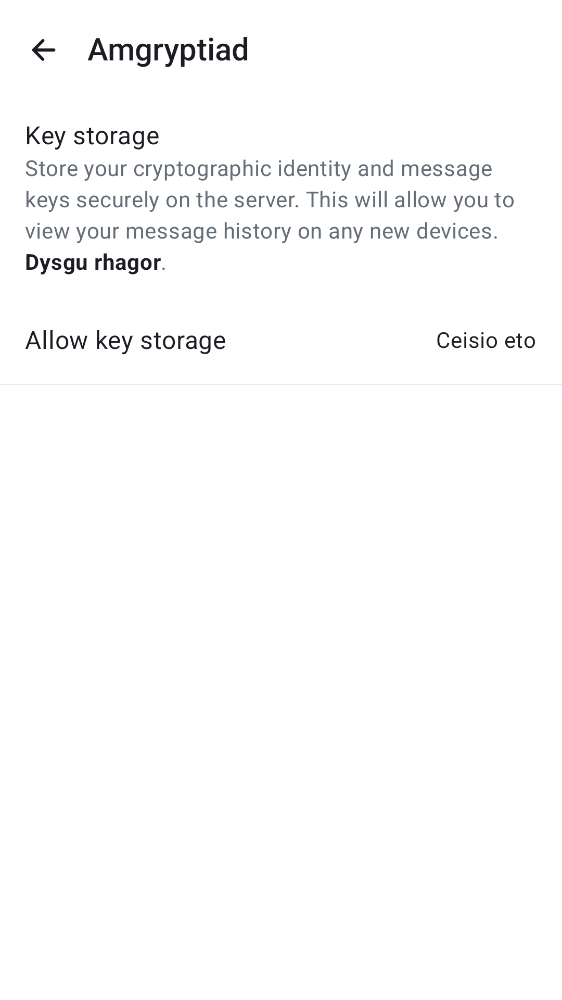 Amgryptiad
Key storage
Store your cryptographic identity and message
keys securely on the server. This will allow you to
view your message history on any new devices.
Dysgu rhagor.
Allow key storage Ceisio eto